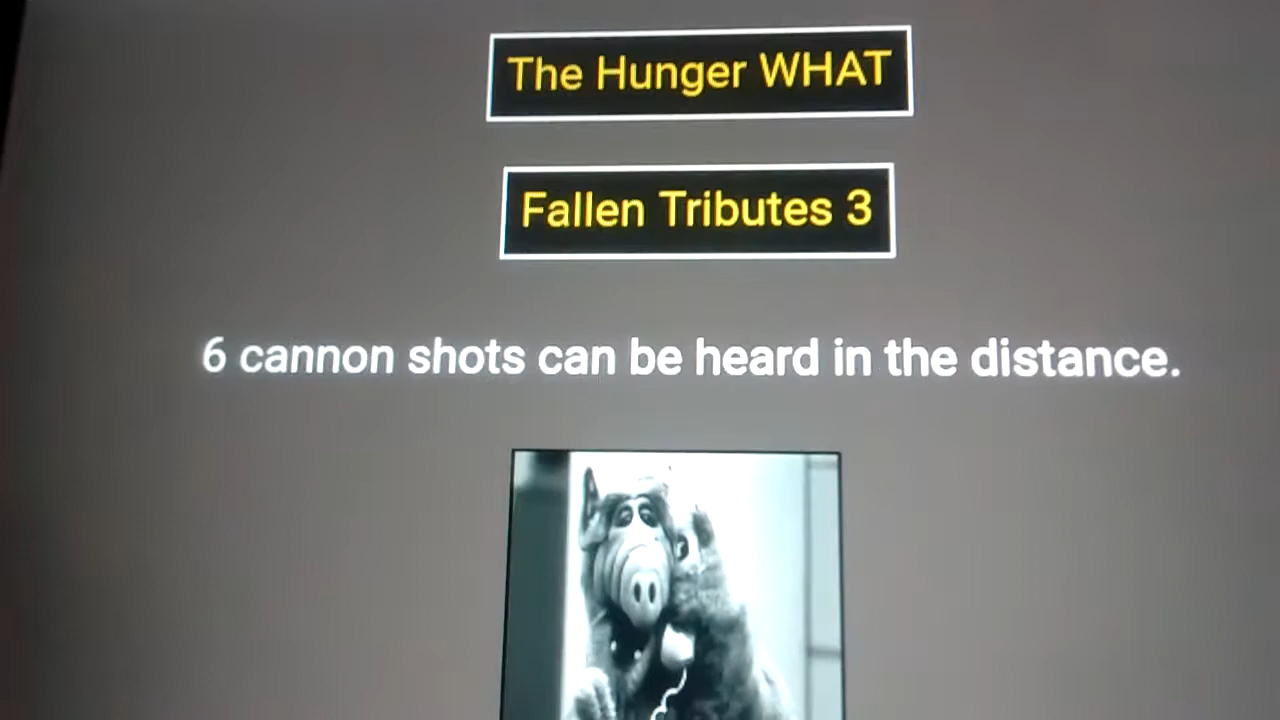 The Hunger WHAT
Fallen Tributes 3
6 cannon shots can be heard in the distance.